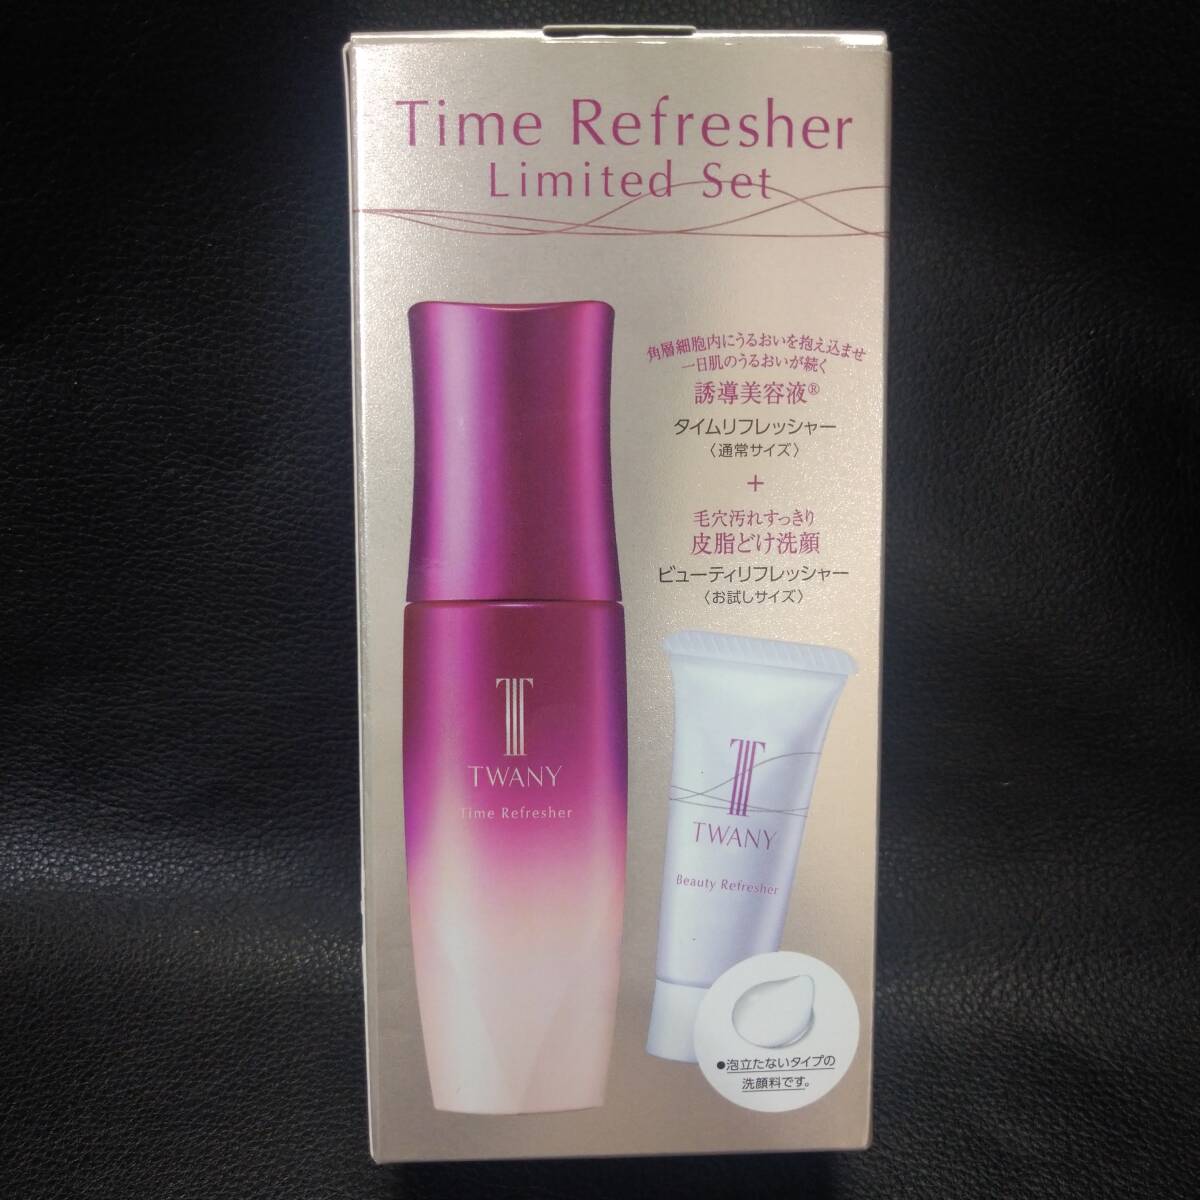 Time Refresher
Limited Set
角層細胞内にうるおいを抱え込ませ
一日肌のうるおいが続く
誘導美容液®
タイムリフレッシャー
〈通常サイズ〉
+
毛穴汚れすっきり
皮脂どけ洗顔
ビューティリフレッシャー
〈お試しサイズ〉
TWANY
Time Refresher
TWANY
Beauty Refresher
●泡立たないタイプの
洗顔料です。